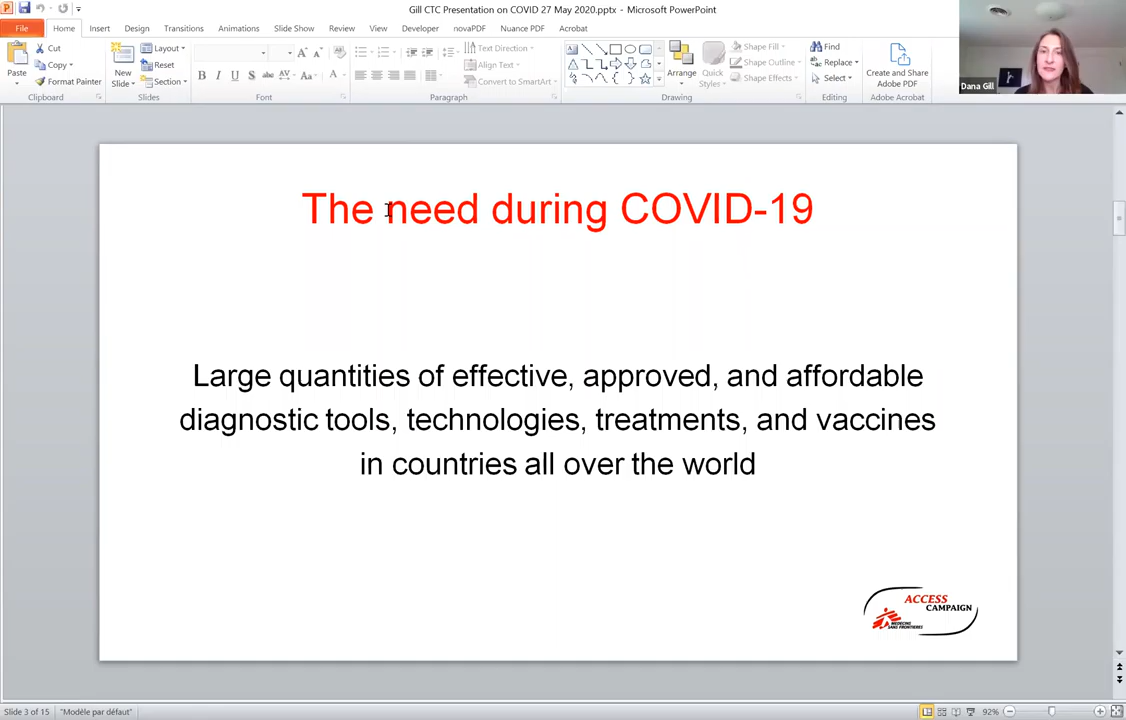 Gill CTC Presentation on COVID 27 May 2020.pptx - Microsoft PowerPoint
File Home Insert Design Transitions Animations Slide Show Review View Developer novaPDF Nuance PDF Acrobat
Paste
Cut
Copy
Format Painter
Clipboard
New Slide
Layout
Reset
Section
Slides
B I U S abc AV Aa A
Font
Text Direction
Align Text
Convert to SmartArt
Paragraph
Arrange
Quick Styles
Shape Fill
Shape Outline
Shape Effects
Drawing
Find
Replace
Select
Editing
Create and Share
Adobe PDF
Adobe Acrobat
Dana Gill
The need during COVID-19
Large quantities of effective, approved, and affordable
diagnostic tools, technologies, treatments, and vaccines
in countries all over the world
ACCESS
CAMPAIGN
MEDECINS
SANS FRONTIERES
Slide 3 of 15 "Modèle par défaut" 92%